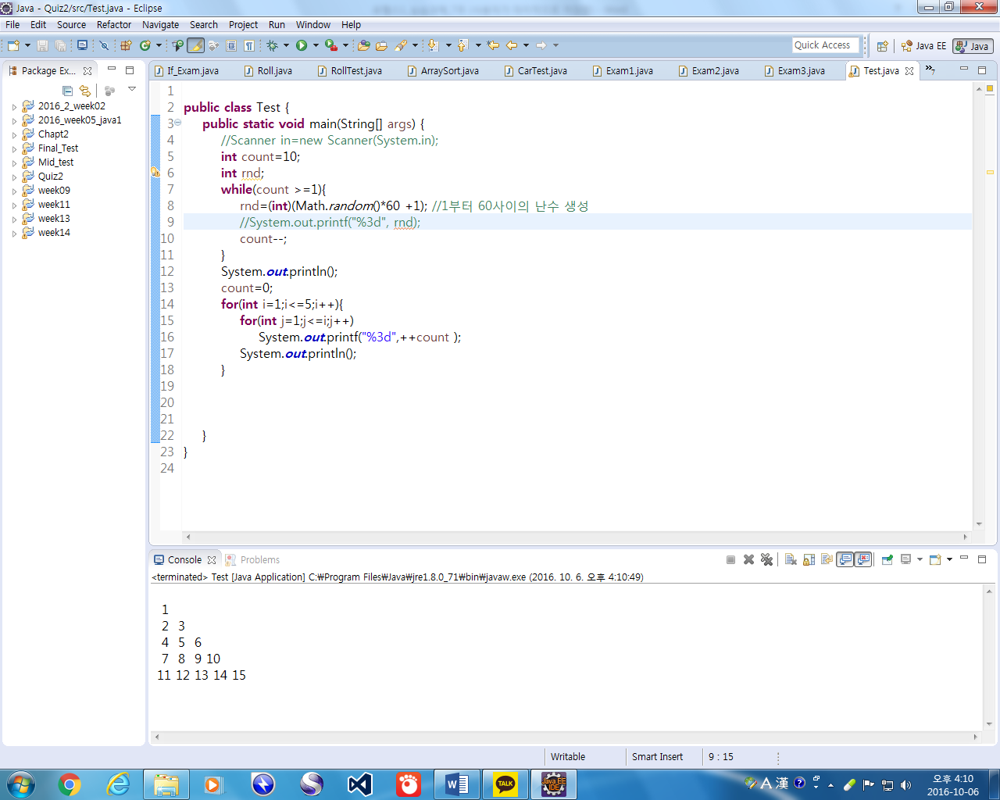 Java - Quiz2/src/Test.java - Eclipse
File Edit Source Refactor Navigate Search Project Run Window Help
Quick Access Java EE Java
Package Ex...
If_Exam.java Roll.java RollTest.java ArraySort.java CarTest.java Exam1.java Exam2.java Exam3.java Test.java »7
2016_2_week02
2016_week05_java1
Chapt2
Final_Test
Mid_test
Quiz2
week09
week11
week13
week14
1
2 public class Test {
3 public static void main(String[] args) {
4 //Scanner in=new Scanner(System.in);
5 int count=10;
6 int rnd;
7 while(count >=1){
8 rnd=(int)(Math.random()*60 +1); //1부터 60사이의 난수 생성
9 //System.out.printf("%3d", rnd);
10 count--;
11 }
12 System.out.println();
13 count=0;
14 for(int i=1;i<=5;i++){
15 for(int j=1;j<=i;j++)
16 System.out.printf("%3d",++count );
17 System.out.println();
18 }
19
20
21
22 }
23 }
24
Console Problems
<terminated> Test [Java Application] C:₩Program Files₩Java₩jre1.8.0_71₩bin₩javaw.exe (2016. 10. 6. 오후 4:10:49)
1
2 3
4 5 6
7 8 9 10
11 12 13 14 15
Writable Smart Insert 9 : 15
TALK Java EE IDE A 漢 오후 4:10
2016-10-06